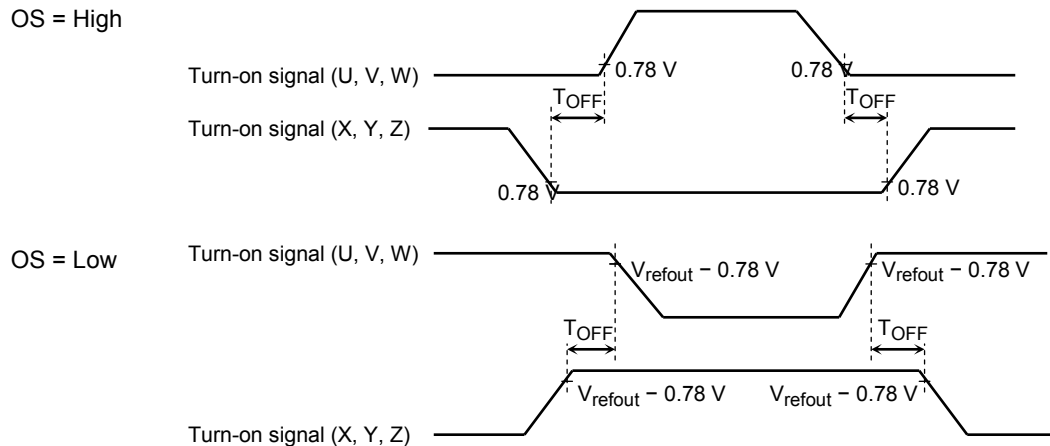 OS = High
Turn-on signal (U, V, W)
0.78 V
0.78 V
TOFF
TOFF
Turn-on signal (X, Y, Z)
0.78 V
0.78 V
OS = Low
Turn-on signal (U, V, W)
Vrefout − 0.78 V
Vrefout − 0.78 V
TOFF
TOFF
Vrefout − 0.78 V
Vrefout − 0.78 V
Turn-on signal (X, Y, Z)